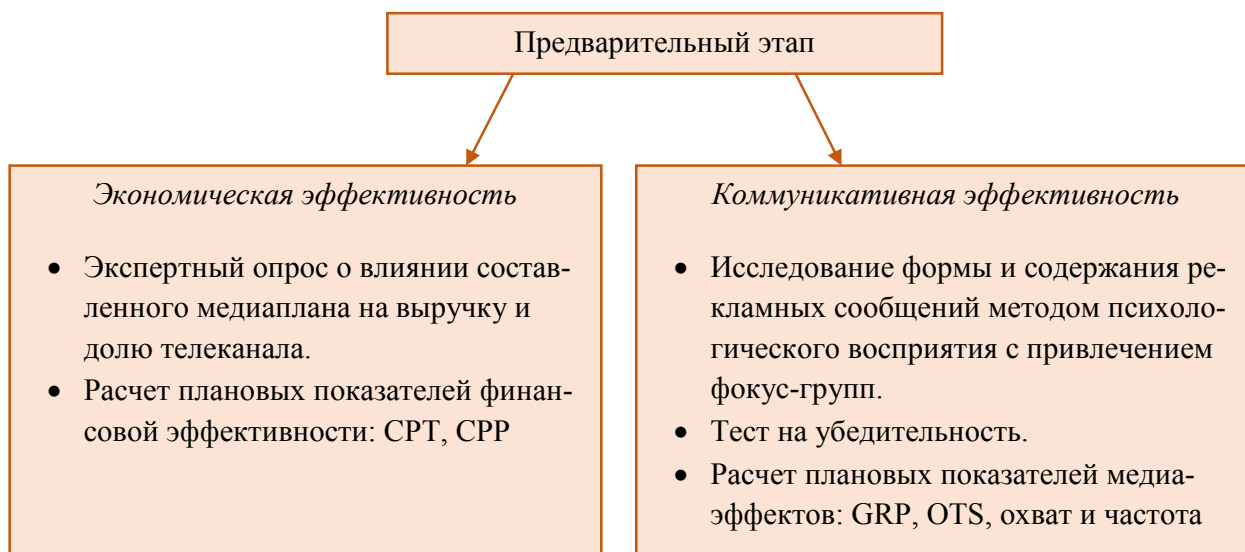 Предварительный этап
Экономическая эффективность
• Экспертный опрос о влиянии состав-
ленного медиаплана на выручку и
долю телеканала.
• Расчет плановых показателей финан-
совой эффективности: CPT, CPP
Коммуникативная эффективность
• Исследование формы и содержания ре-
кламных сообщений методом психоло-
гического восприятия с привлечением
фокус-групп.
• Тест на убедительность.
• Расчет плановых показателей медиа-
эффектов: GRP, OTS, охват и частота